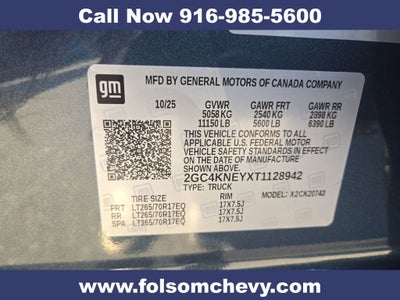 Call Now 916-985-5600
gm
MFD BY GENERAL MOTORS OF CANADA COMPANY
10/25 GVWR GAWR FRT GAWR RR
5058 KG 2540 KG 2898 KG
11150 LB 5600 LB 6390 LB
THIS VEHICLE CONFORMS TO ALL
APPLICABLE U.S. FEDERAL MOTOR
VEHICLE SAFETY STANDARDS IN
EFFECT ON THE DATE OF MANUFACTURE
SHOWN ABOVE.
2GC4KNEYXT1128942
TYPE: TRUCK
TIRE SIZE RIM MODEL: X2CK20743
FRT LT265/70R17EQ 17X7.5J
RR LT265/70R17EQ 17X7.5J
SPA LT265/70R17EQ 17X7.5J
www.folsomchevy.com/